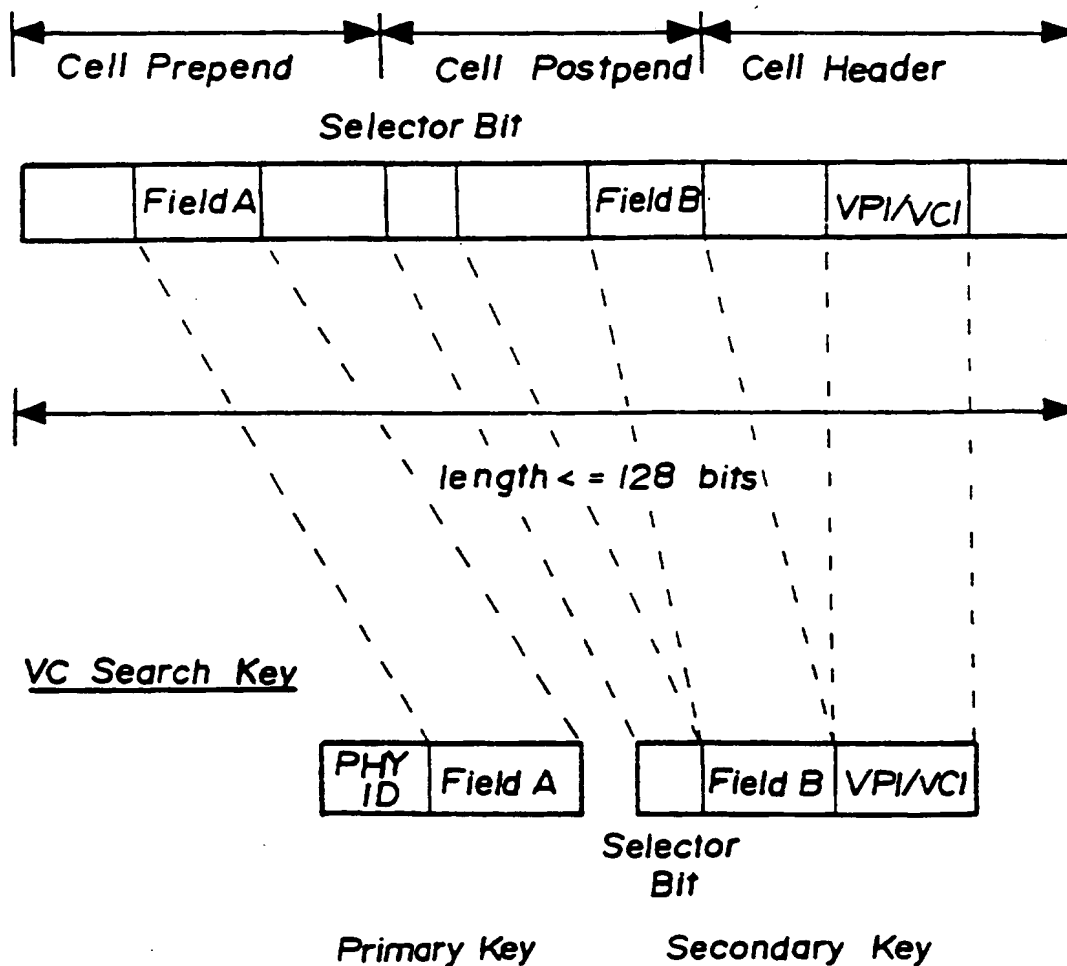 Cell Prepend
Cell Postpend
Cell Header
Selector Bit
Field A
Field B
VPI/VCI
length < = 128 bits
VC Search Key
PHY
ID
Field A
Field B
VPI/VCI
Selector
Bit
Primary Key
Secondary Key